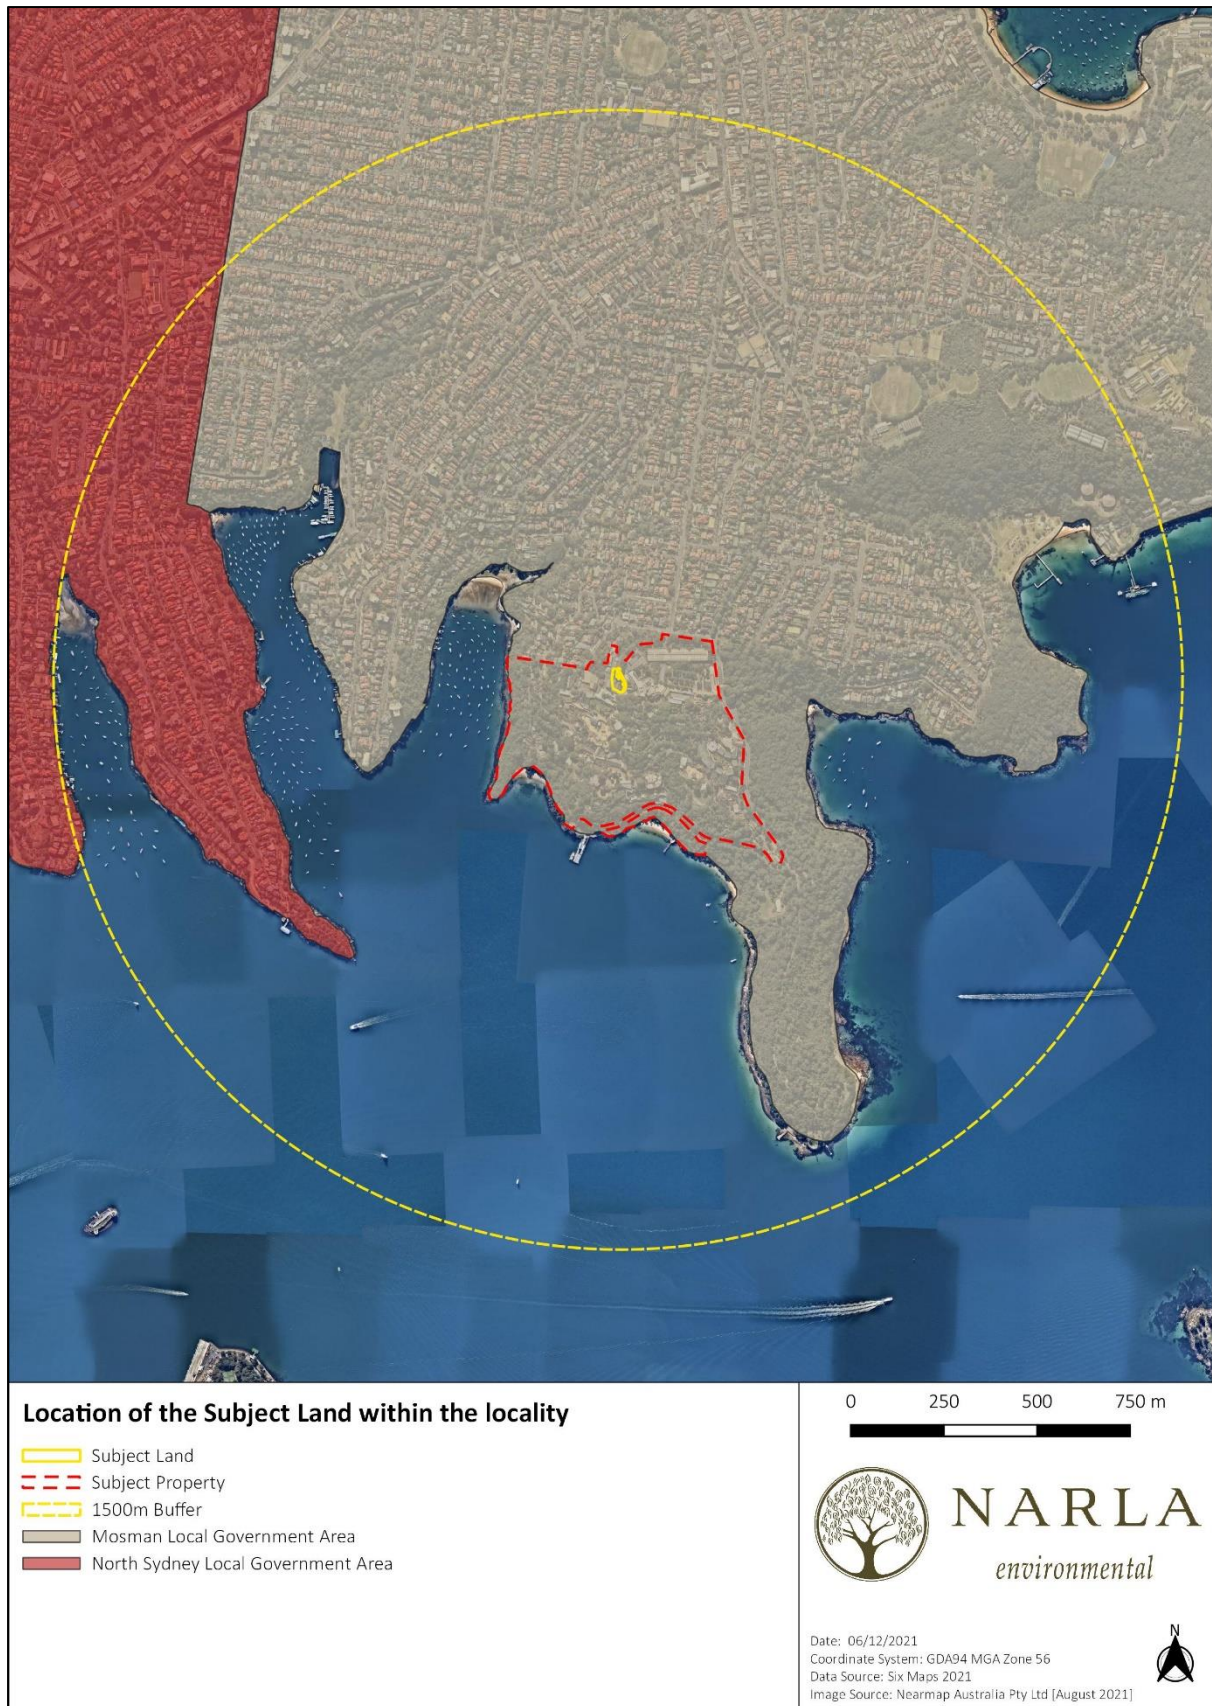 Location of the Subject Land within the locality
Subject Land
Subject Property
1500m Buffer
Mosman Local Government Area
North Sydney Local Government Area
0 250 500 750 m
NARLA
environmental
Date: 06/12/2021
Coordinate System: GDA94 MGA Zone 56
Data Source: Six Maps 2021
Image Source: Nearmap Australia Pty Ltd [August 2021]
N